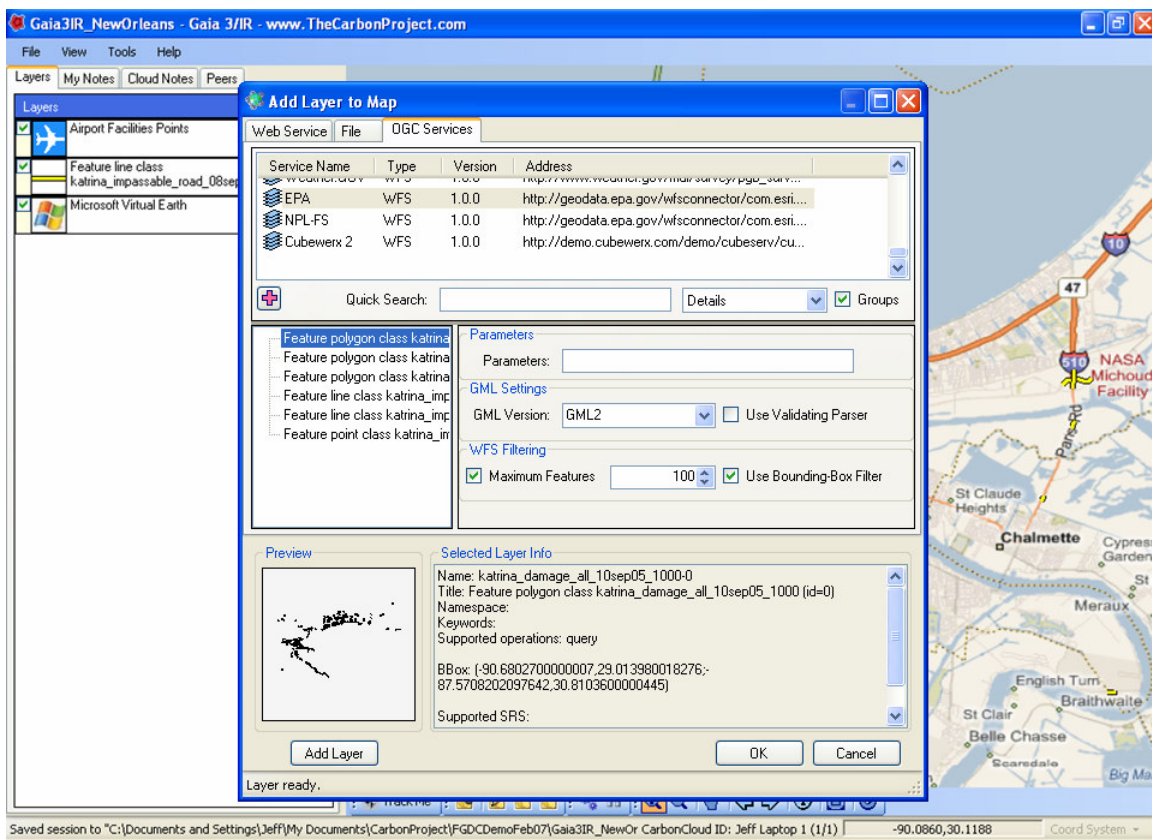 Gaia3IR_NewOrleans - Gaia 3/IR - www.TheCarbonProject.com
File View Tools Help
Layers My Notes Cloud Notes Peers
Layers
Airport Facilities Points
Feature line class
katrina_impassable_road_08sep
Microsoft Virtual Earth
Add Layer to Map
Web Service File OGC Services
Service Name Type Version Address
EPA WFS 1.0.0 http://geodata.epa.gov/wfsconnector/com.esri....
NPL-FS WFS 1.0.0 http://geodata.epa.gov/wfsconnector/com.esri....
Cubewerx 2 WFS 1.0.0 http://demo.cubewerx.com/demo/cubeserv/cu...
Quick Search: Details Groups
Feature polygon class katrina
Feature polygon class katrina
Feature polygon class katrina
Feature line class katrina_imp
Feature line class katrina_imp
Feature point class katrina_im
Parameters
Parameters:
GML Settings
GML Version: GML2 Use Validating Parser
WFS Filtering
Maximum Features 100 Use Bounding-Box Filter
Preview
Selected Layer Info
Name: katrina_damage_all_10sep05_1000-0
Title: Feature polygon class katrina_damage_all_10sep05_1000 (id=0)
Namespace:
Keywords:
Supported operations: query
BBox: (-90.6802700000007,29.013980018276;-
87.5708202097642,30.8103600000445)
Supported SRS:
Add Layer OK Cancel
Layer ready.
10
47
510
NASA
Michoud
Facility
Paris-Rd
St Claude
Heights
Chalmette
Cypress
Garden
St
Meraux
English Turn
Braithwaite
St Clair
Belle Chasse
Scarsdale
Big Ma
Track Me
Saved session to "C:\Documents and Settings\Jeff\My Documents\CarbonProject\FGDCDemoFeb07\Gaia3IR_NewOr CarbonCloud ID: Jeff Laptop 1 (1/1) -90.0860,30.1188 Coord System